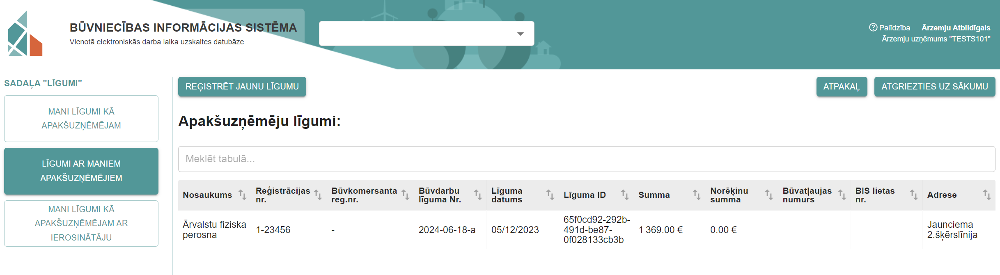 BŪVNIECĪBAS INFORMĀCIJAS SISTĒMA
Vienotā elektroniskās darba laika uzskaites datubāze
Palīdzība
Ārzemju Atbildīgais
Ārzemju uzņēmums "TESTS101"
SADAĻA "LĪGUMI"
MANI LĪGUMI KĀ
APAKŠUZŅĒMĒJAM
LĪGUMI AR MANIEM
APAKŠUZŅĒMĒJIEM
MANI LĪGUMI KĀ
APAKŠUZŅĒMĒJAM AR
IEROSINĀTĀJU
REĢISTRĒT JAUNU LĪGUMU
ATPAKAĻ
ATGRIEZTIES UZ SĀKUMU
Apakšuzņēmēju līgumi:
Meklēt tabulā...
Nosaukums
Reģistrācijas
nr.
Būvkomersanta
reg.nr.
Būvdarbu
līguma Nr.
Līguma
datums
Līguma ID
Summa
Norēķinu
summa
Būvatļaujas
numurs
BIS lietas
nr.
Adrese
Ārvalstu fiziska
perosna
1-23456
-
2024-06-18-a
05/12/2023
65f0cd92-292b-
491d-be87-
0f028133cb3b
1 369.00 €
0.00 €
Jaunciema
2.šķērslīnija